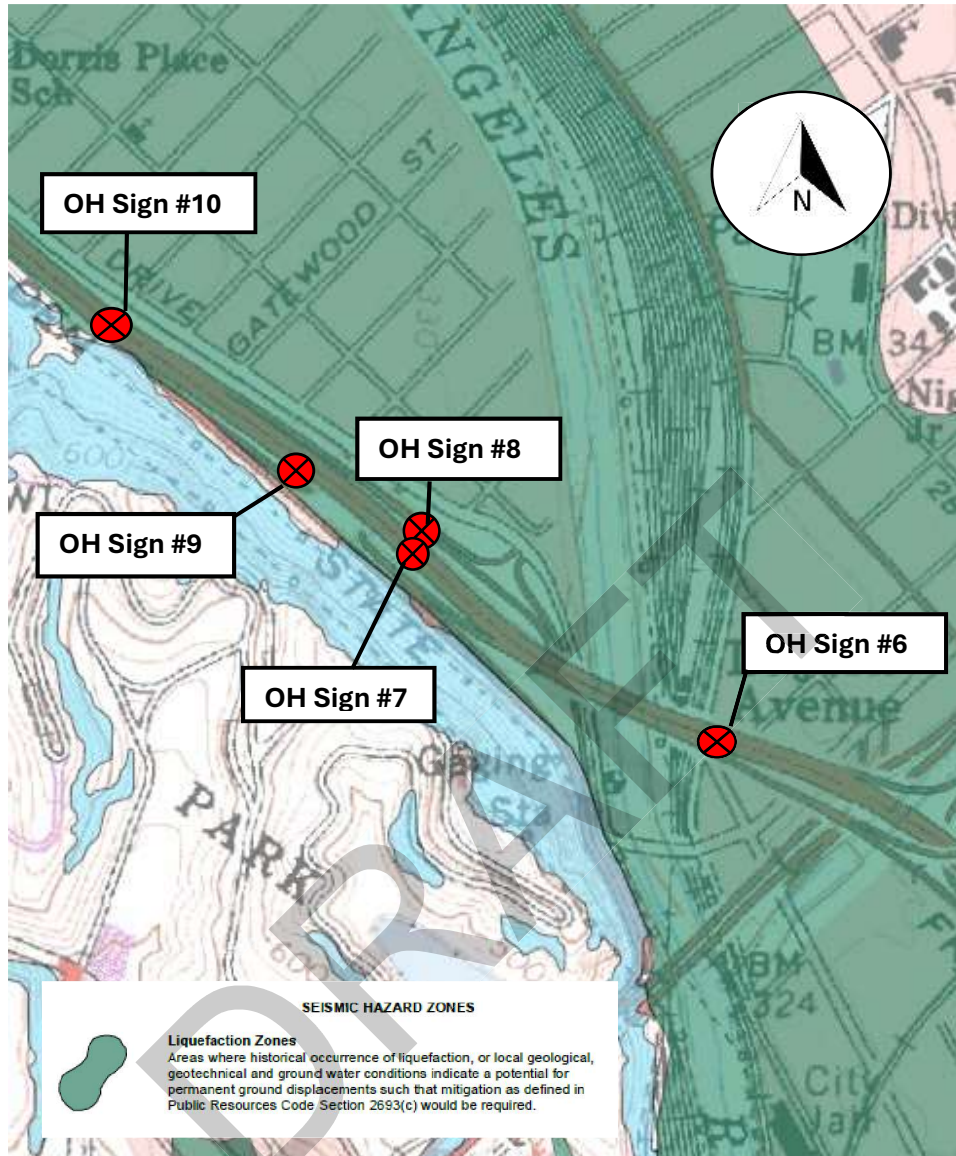 Dorris Place
Sch
ANGELES
ST
GATEWOOD
DRIVE
N
OH Sign #10
BM 34
Jr
600
OH Sign #8
OH Sign #9
STATE
OH Sign #7
OH Sign #6
Avenue
PARK
600
BM
324
City
Jail
DRAFT
SEISMIC HAZARD ZONES
Liquefaction Zones
Areas where historical occurrence of liquefaction, or local geological,
geotechnical and ground water conditions indicate a potential for
permanent ground displacements such that mitigation as defined in
Public Resources Code Section 2693(c) would be required.